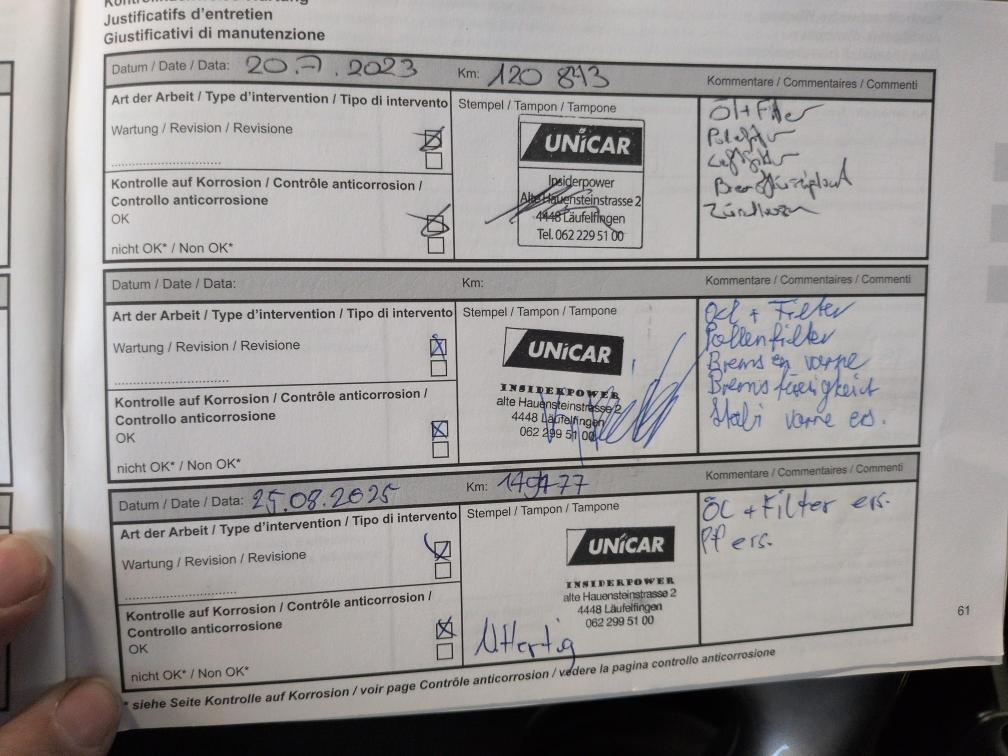 Justificatifs d'entretien
Giustificativi di manutenzione
Datum / Date / Data: 20.7.2023 Km: 120 843 Kommentare / Commentaires / Commenti
Art der Arbeit / Type d'intervention / Tipo di intervento
Stempel / Tampon / Tampone
Wartung / Revision / Revisione
Kontrolle auf Korrosion / Contrôle anticorrosion /
Controllo anticorrosione
OK
nicht OK* / Non OK*
UNiCAR
Insiderpower
Alte Hauensteinstrasse 2
4448 Läufelfingen
Tel. 062 229 51 00
Öl + Filter
Datum / Date / Data: Km: Kommentare / Commentaires / Commenti
Art der Arbeit / Type d'intervention / Tipo di intervento
Stempel / Tampon / Tampone
Wartung / Revision / Revisione
Kontrolle auf Korrosion / Contrôle anticorrosion /
Controllo anticorrosione
OK
nicht OK* / Non OK*
UNiCAR
INSIDERPOWER
alte Hauensteinstrasse 2
4448 Läufelfingen
062 299 51 00
Oel + Filter
Pollenfilter
Bremsen vorne
Stabi vorne ers.
Datum / Date / Data: 25.08.2025 Km: Kommentare / Commentaires / Commenti
Art der Arbeit / Type d'intervention / Tipo di intervento
Stempel / Tampon / Tampone
Wartung / Revision / Revisione
Kontrolle auf Korrosion / Contrôle anticorrosion /
Controllo anticorrosione
OK
nicht OK* / Non OK*
UNiCAR
INSIDERPOWER
alte Hauensteinstrasse 2
4448 Läufelfingen
062 299 51 00
Öl + Filter ers.
PF ers.
61
* siehe Seite Kontrolle auf Korrosion / voir page Contrôle anticorrosion / vedere la pagina controllo anticorrosione